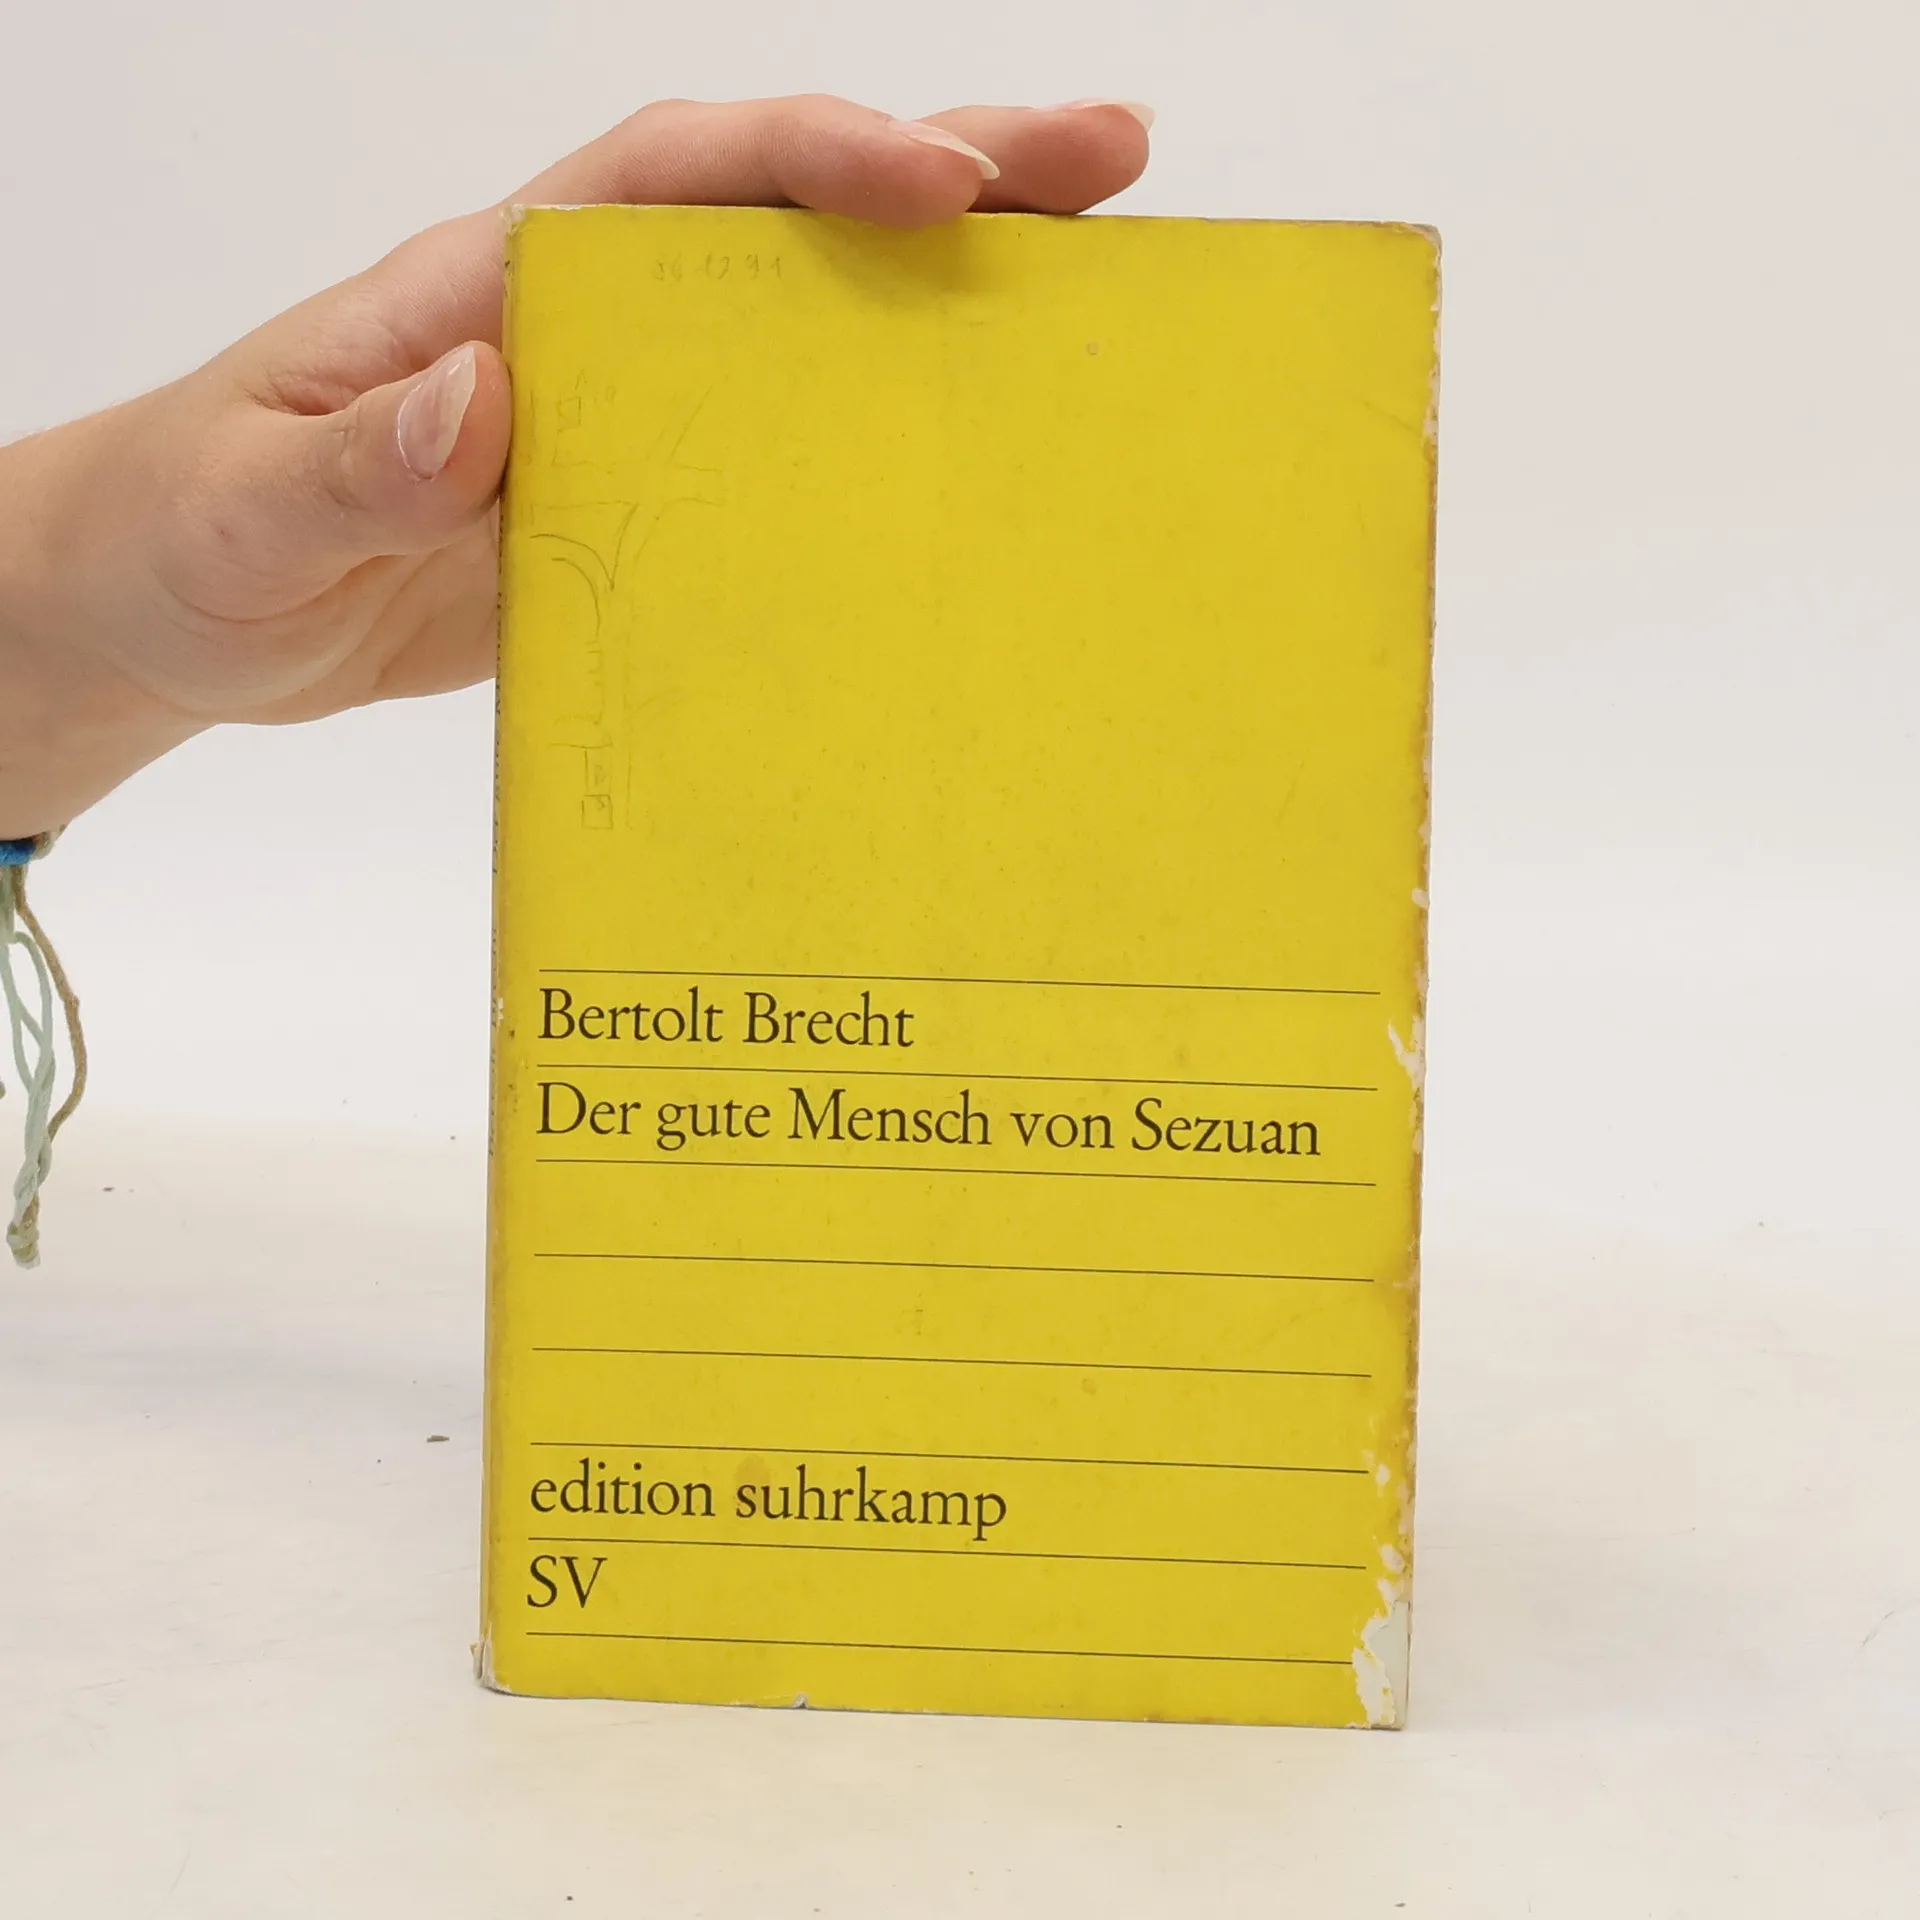 Bertolt Brecht
Der gute Mensch von Sezuan
edition suhrkamp
SV